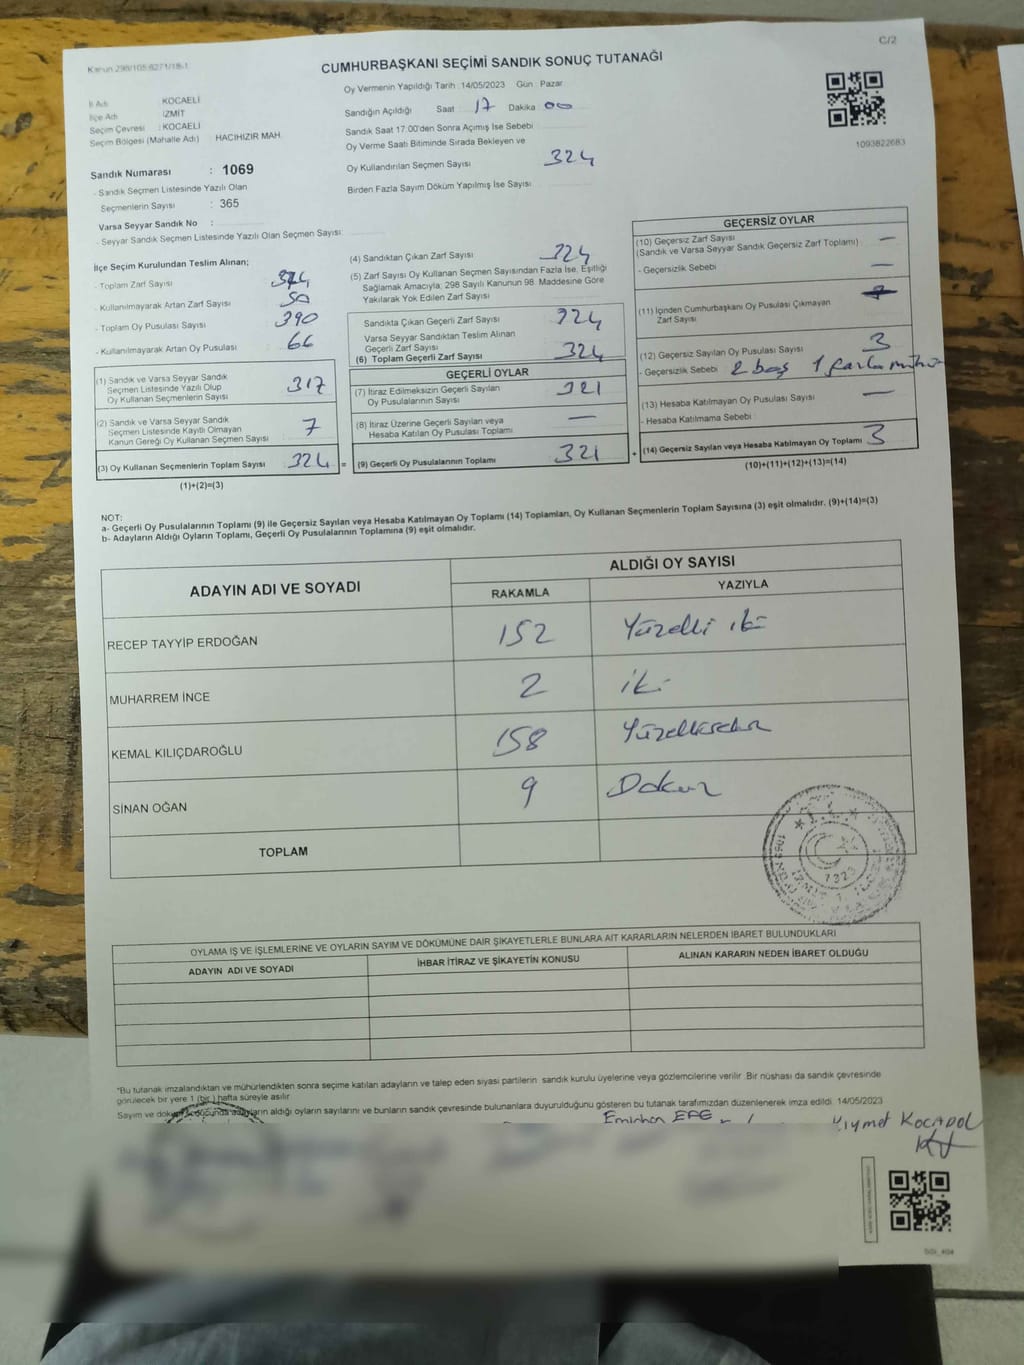 C/2
Kanun 298/105-6271/18-1
CUMHURBAŞKANI SEÇİMİ SANDIK SONUÇ TUTANAĞI
İl Adı KOCAELİ
İlçe Adı İZMİT
Seçim Çevresi : KOCAELİ
Seçim Bölgesi (Mahalle Adı) HACIHIZIR MAH.
Sandık Numarası : 1069
- Sandık Seçmen Listesinde Yazılı Olan
Seçmenlerin Sayısı : 365
Varsa Seyyar Sandık No :
- Seyyar Sandık Seçmen Listesinde Yazılı Olan Seçmen Sayısı:
Oy Vermenin Yapıldığı Tarih :14/05/2023 Gün : Pazar
Sandığın Açıldığı Saat 17 Dakika 00
Sandık Saat 17:00'den Sonra Açımış İse Sebebi
Oy Verme Saati Bitiminde Sırada Bekleyen ve
Oy Kullandırılan Seçmen Sayısı 324
Birden Fazla Sayım Döküm Yapılmış İse Sayısı
1093822683
İlçe Seçim Kurulundan Teslim Alınan;
- Toplam Zarf Sayısı
- Kullanılmayarak Artan Zarf Sayısı 50
- Toplam Oy Pusulası Sayısı 390
- Kullanılmayarak Artan Oy Pusulası 66
(1) Sandık ve Varsa Seyyar Sandık
Seçmen Listesinde Yazılı Olup
Oy Kullanan Seçmenlerin Sayısı 317
(2) Sandık ve Varsa Seyyar Sandık
Seçmen Listesinde Kayıtlı Olmayan
Kanun Gereği Oy Kullanan Seçmen Sayısı 7
(3) Oy Kullanan Seçmenlerin Toplam Sayısı 324 =
(1)+(2)=(3)
(4) Sandıktan Çıkan Zarf Sayısı 324
(5) Zarf Sayısı Oy Kullanan Seçmen Sayısından Fazla İse, Eşitliği
Sağlamak Amacıyla; 298 Sayılı Kanunun 98. Maddesine Göre
Yakılarak Yok Edilen Zarf Sayısı
Sandıkta Çıkan Geçerli Zarf Sayısı 324
Varsa Seyyar Sandıktan Teslim Alınan
Geçerli Zarf Sayısı
(6) Toplam Geçerli Zarf Sayısı 324
GEÇERLİ OYLAR
(7) İtiraz Edilmeksizin Geçerli Sayılan
Oy Pusulalarının Sayısı 321
(8) İtiraz Üzerine Geçerli Sayılan veya
Hesaba Katılan Oy Pusulası Toplamı —
(9) Geçerli Oy Pusulalarının Toplamı 321 +
GEÇERSİZ OYLAR
(10) Geçersiz Zarf Sayısı —
(Sandık ve Varsa Seyyar Sandık Geçersiz Zarf Toplamı)
- Geçersizlik Sebebi —
(11) İçinden Cumhurbaşkanı Oy Pusulası Çıkmayan
Zarf Sayısı
(12) Geçersiz Sayılan Oy Pusulası Sayısı 3
- Geçersizlik Sebebi 2 boş 1 fazla mühür
(13) Hesaba Katılmayan Oy Pusulası Sayısı —
- Hesaba Katılmama Sebebi
(14) Geçersiz Sayılan veya Hesaba Katılmayan Oy Toplamı 3
(10)+(11)+(12)+(13)=(14)
NOT:
a- Geçerli Oy Pusulalarının Toplamı (9) ile Geçersiz Sayılan veya Hesaba Katılmayan Oy Toplamı (14) Toplamları, Oy Kullanan Seçmenlerin Toplam Sayısına (3) eşit olmalıdır. (9)+(14)=(3)
b- Adayların Aldığı Oyların Toplamı, Geçerli Oy Pusulalarının Toplamına (9) eşit olmalıdır.
ADAYIN ADI VE SOYADI ALDIĞI OY SAYISI
RAKAMLA YAZIYLA
RECEP TAYYİP ERDOĞAN 152 Yüzelli iki
MUHARREM İNCE 2 iki
KEMAL KILIÇDAROĞLU 158 Yüzellisekiz
SİNAN OĞAN 9 Dokuz
TOPLAM
OYLAMA İŞ VE İŞLEMLERİNE VE OYLARIN SAYIM VE DÖKÜMÜNE DAİR ŞİKAYETLERLE BUNLARA AİT KARARLARIN NELERDEN İBARET BULUNDUKLARI
ADAYIN ADI VE SOYADI İHBAR İTİRAZ VE ŞİKAYETİN KONUSU ALINAN KARARIN NEDEN İBARET OLDUĞU
*Bu tutanak imzalandıktan ve mühürlendikten sonra seçime katılan adayların ve talep eden siyasi partilerin sandık kurulu üyelerine veya gözlemcilerine verilir. Bir nüshası da sandık çevresinde
görülecek bir yere 1 (bir) hafta süreyle asılır.
Sayım ve döküm sonucunda adayların aldığı oyların sayılarını ve bunların sandık çevresinde bulunanlara duyurulduğunu gösteren bu tutanak tarafımızdan düzenlenerek imza edildi. 14/05/2023
Emirhan EFE
Kıymet KOCADOL